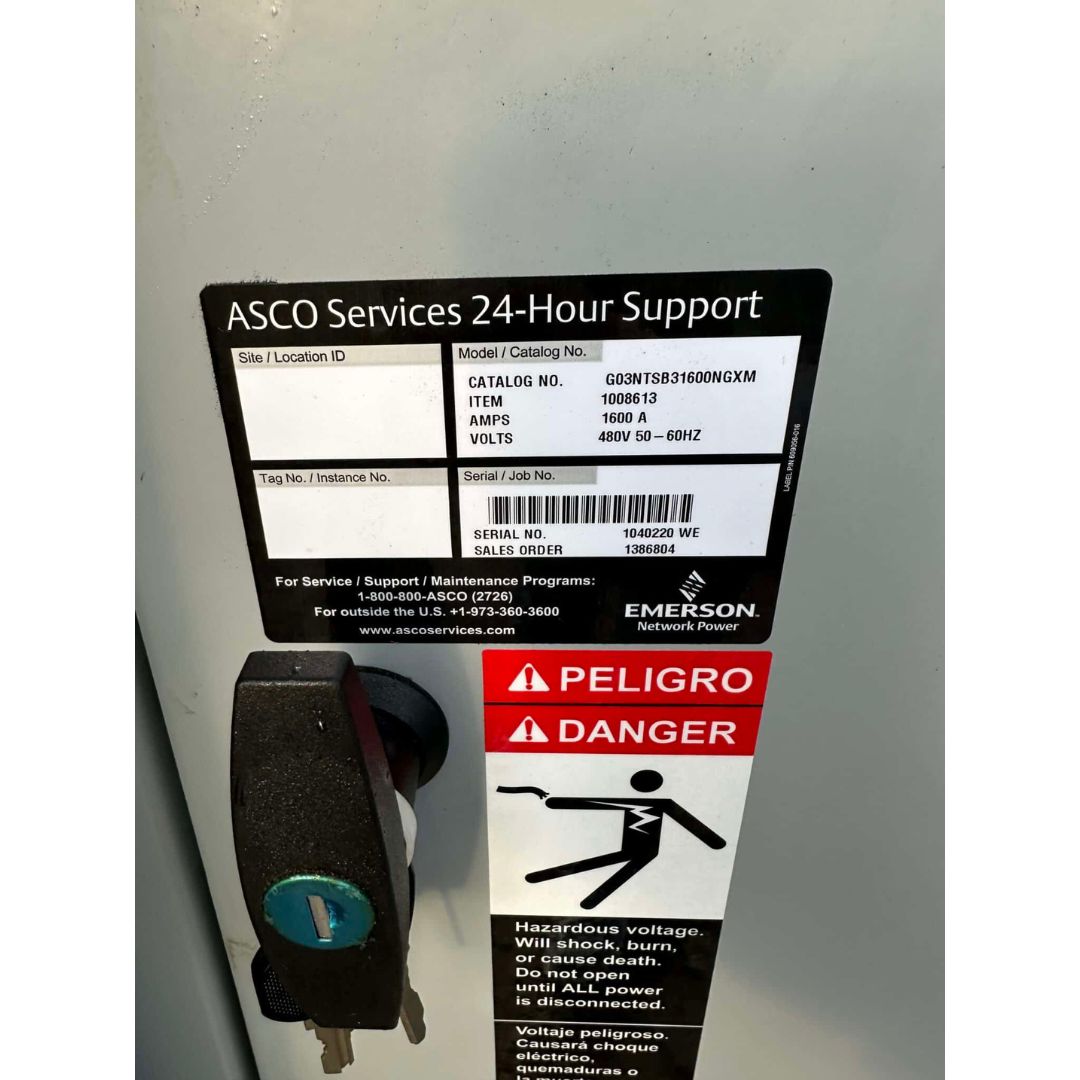 ASCO Services 24-Hour Support
Site / Location ID
Model / Catalog No.
CATALOG NO. G03NTSB31600NGXM
ITEM 1008613
AMPS 1600 A
VOLTS 480V 50-60HZ
LABEL P/N 609056-016
Tag No. / Instance No.
Serial / Job No.
SERIAL NO. 1040220 WE
SALES ORDER 1386804
For Service / Support / Maintenance Programs:
1-800-800-ASCO (2726)
For outside the U.S. +1-973-360-3600
www.ascoservices.com
EMERSON™
Network Power
PELIGRO
DANGER
Hazardous voltage.
Will shock, burn,
or cause death.
Do not open
until ALL power
is disconnected.
Voltaje peligroso.
Causará choque
eléctrico,
quemaduras o